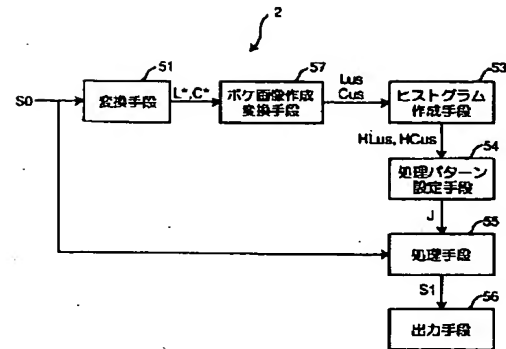 2
51
57
53
S0
変換手段
L*,C*
ボケ画像作成
変換手段
Lus
Cus
ヒストグラム
作成手段
HLus, HCus
54
処理パターン
設定手段
J
55
処理手段
S1
56
出力手段